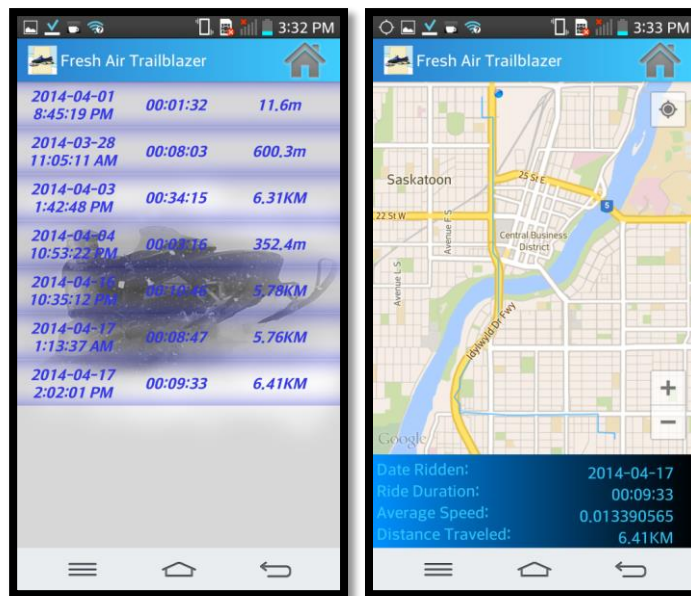 3:32 PM
Fresh Air Trailblazer
2014-04-01
8:45:19 PM 00:01:32 11.6m
2014-03-28
11:05:11 AM 00:08:03 600.3m
2014-04-03
1:42:48 PM 00:34:15 6.31KM
2014-04-04
10:53:22 PM 352.4m
2014-04-16
10:35:12 PM 5.78KM
2014-04-17
1:13:37 AM 00:08:47 5.76KM
2014-04-17
2:02:01 PM 00:09:33 6.41KM
3:33 PM
Fresh Air Trailblazer
Saskatoon
25 St E
5
22 St W
Avenue F S
Central Business
District
Avenue L S
Idylwyld Dr Fwy
+
−
Google
Date Ridden: 2014-04-17
Ride Duration: 00:09:33
Average Speed: 0.013390565
Distance Traveled: 6.41KM